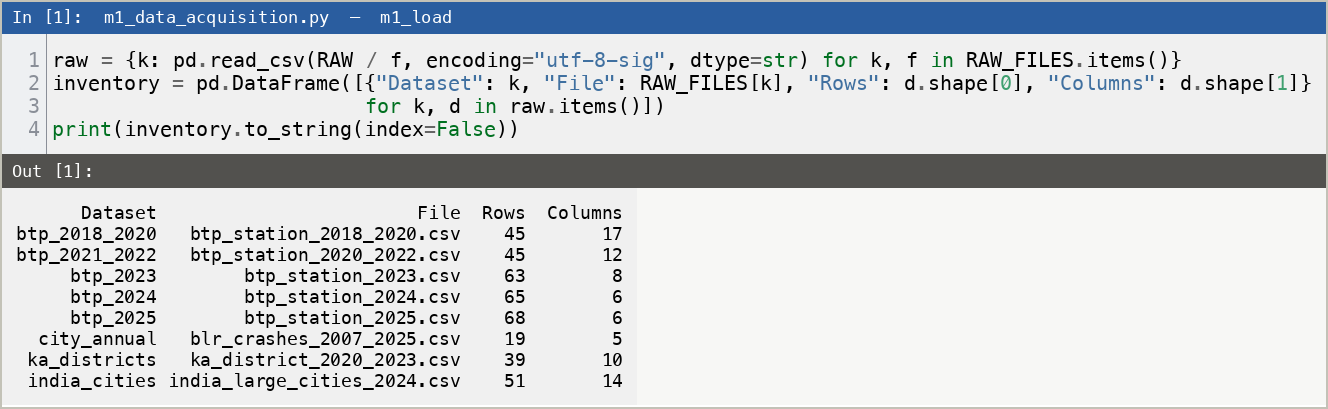 In [1]:  m1_data_acquisition.py  —  m1_load
1 raw = {k: pd.read_csv(RAW / f, encoding="utf-8-sig", dtype=str) for k, f in RAW_FILES.items()}
2 inventory = pd.DataFrame([{"Dataset": k, "File": RAW_FILES[k], "Rows": d.shape[0], "Columns": d.shape[1]}
3                           for k, d in raw.items()])
4 print(inventory.to_string(index=False))
Out [1]:
      Dataset                        File  Rows  Columns
btp_2018_2020   btp_station_2018_2020.csv    45       17
btp_2021_2022   btp_station_2020_2022.csv    45       12
     btp_2023        btp_station_2023.csv    63        8
     btp_2024        btp_station_2024.csv    65        6
     btp_2025        btp_station_2025.csv    68        6
  city_annual   blr_crashes_2007_2025.csv    19        5
 ka_districts   ka_district_2020_2023.csv    39       10
 india_cities india_large_cities_2024.csv    51       14